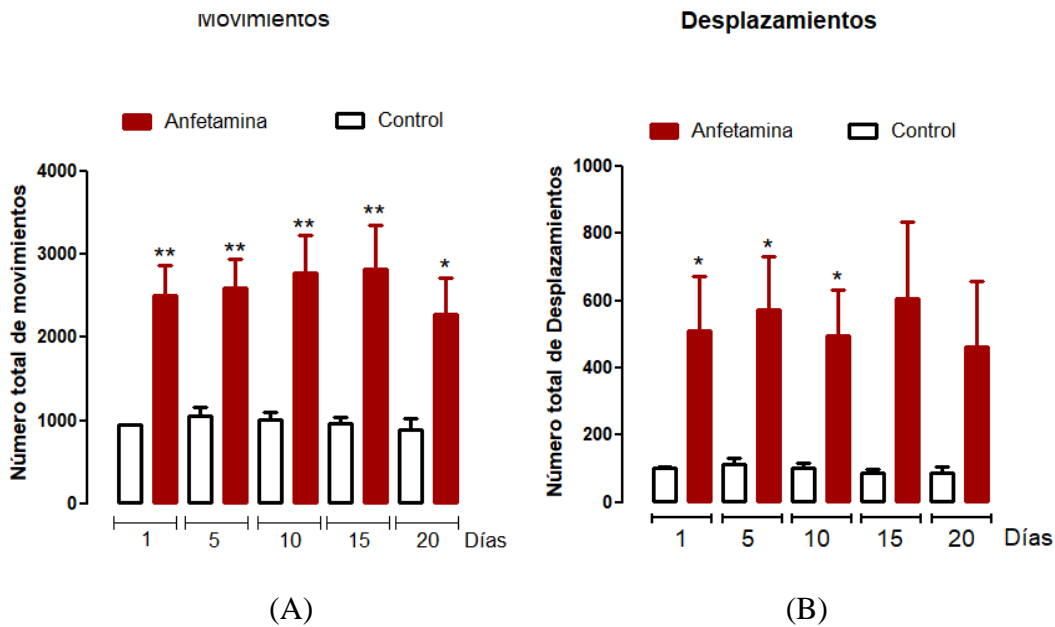 Movimientos
Anfetamina
Control
Número total de movimientos
4000
3000
2000
1000
0
**
**
**
**
*
1 5 10 15 20 Días
(A)
Desplazamientos
Anfetamina
Control
Número total de Desplazamientos
1000
800
600
400
200
0
*
*
*
1 5 10 15 20 Días
(B)